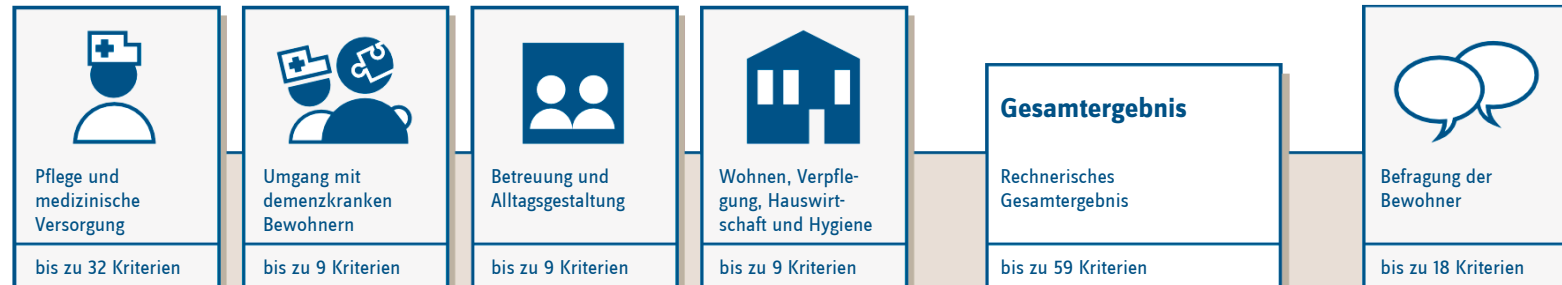 Pflege und
medizinische
Versorgung
bis zu 32 Kriterien
Umgang mit
demenzkranken
Bewohnern
bis zu 9 Kriterien
Betreuung und
Alltagsgestaltung
bis zu 9 Kriterien
Wohnen, Verpfle-
gung, Hauswirt-
schaft und Hygiene
bis zu 9 Kriterien
Gesamtergebnis
Rechnerisches
Gesamtergebnis
bis zu 59 Kriterien
Befragung der
Bewohner
bis zu 18 Kriterien